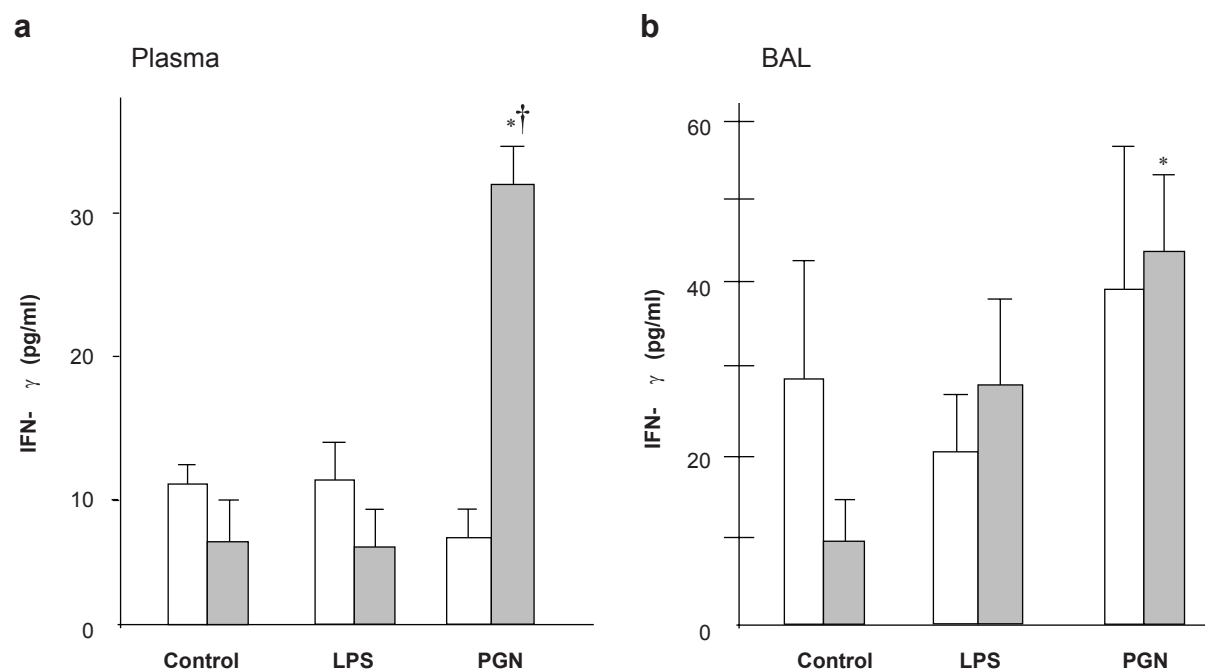 a
Plasma
*†
30
20
10
0
IFN- γ (pg/ml)
Control LPS PGN
b
BAL
*
60
40
20
0
IFN- γ (pg/ml)
Control LPS PGN